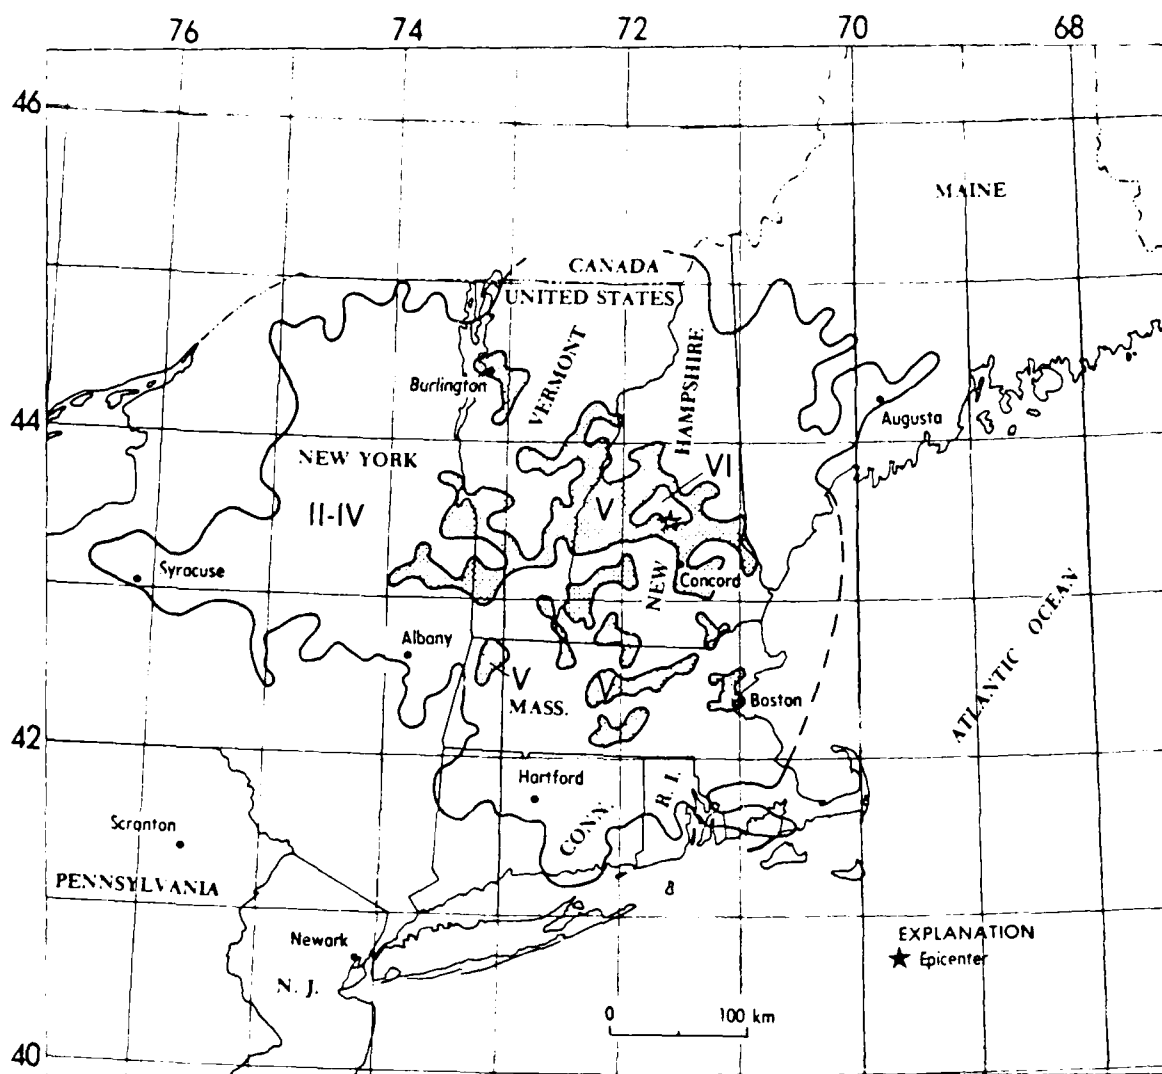 76 74 72 70 68
46
MAINE
CANADA
UNITED STATES
VERMONT
HAMPSHIRE
Burlington
44
Augusta
NEW YORK
VI
II-IV
V
Syracuse
NEW
Concord
Albany
V
V
MASS.
Boston
ATLANTIC OCEAN
42
Hartford
R. I.
CONN.
Scranton
PENNSYLVANIA
EXPLANATION
Newark
Epicenter
N. J.
0 100 km
40